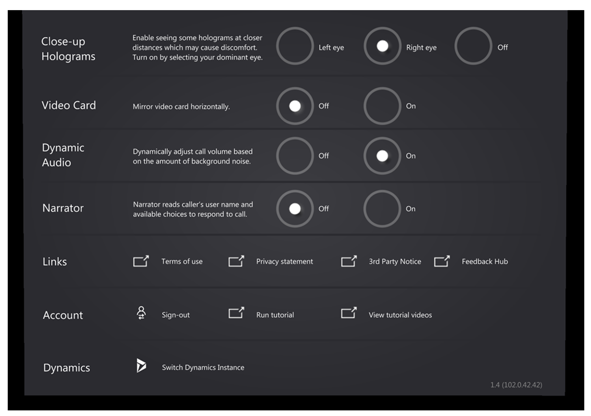 Close-up
Holograms
Enable seeing some holograms at closer
distances which may cause discomfort.
Turn on by selecting your dominant eye.
Left eye
Right eye
Off
Video Card
Mirror video card horizontally.
Off
On
Dynamic
Audio
Dynamically adjust call volume based
on the amount of background noise.
Off
On
Narrator
Narrator reads caller's user name and
available choices to respond to call.
Off
On
Links
Terms of use
Privacy statement
3rd Party Notice
Feedback Hub
Account
Sign-out
Run tutorial
View tutorial videos
Dynamics
Switch Dynamics Instance
1.4 (102.0.42.42)